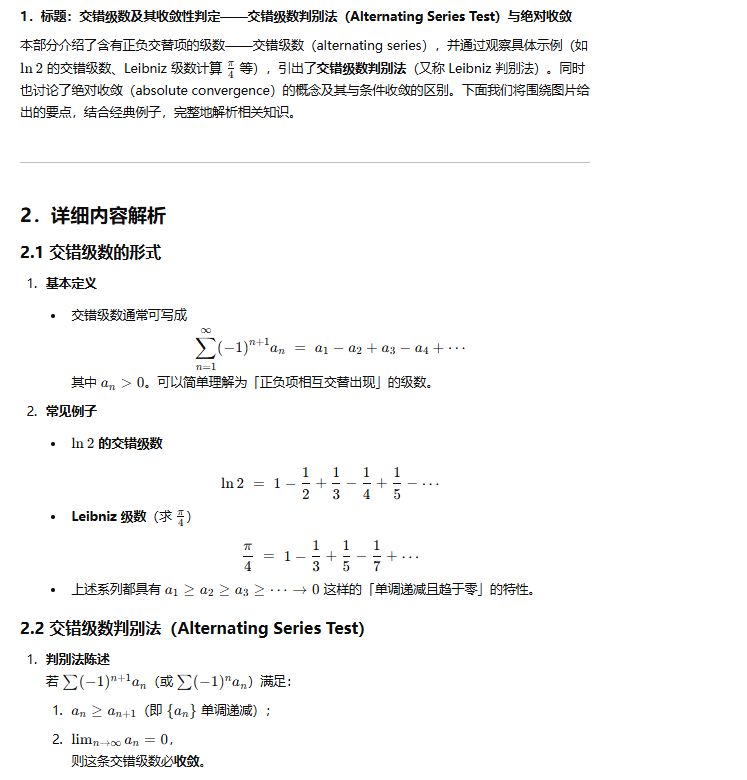 1．标题：交错级数及其收敛性判定——交错级数判别法（Alternating Series Test）与绝对收敛
本部分介绍了含有正负交替项的级数——交错级数（alternating series），并通过观察具体示例（如
ln 2 的交错级数、Leibniz 级数计算 π/4 等），引出了交错级数判别法（又称 Leibniz 判别法）。同时
也讨论了绝对收敛（absolute convergence）的概念及其与条件收敛的区别。下面我们将围绕图片给
出的要点，结合经典例子，完整地解析相关知识。
2．详细内容解析
2.1 交错级数的形式
1. 基本定义
• 交错级数通常可写成
∑_{n=1}^{∞} (−1)^{n+1} a_n = a_1 − a_2 + a_3 − a_4 + ⋯
其中 a_n > 0。可以简单理解为「正负项相互交替出现」的级数。
2. 常见例子
• ln 2 的交错级数
ln 2 = 1 − 1/2 + 1/3 − 1/4 + 1/5 − ⋯
• Leibniz 级数（求 π/4）
π/4 = 1 − 1/3 + 1/5 − 1/7 + ⋯
• 上述系列都具有 a_1 ≥ a_2 ≥ a_3 ≥ ⋯ → 0 这样的「单调递减且趋于零」的特性。
2.2 交错级数判别法（Alternating Series Test）
1. 判别法陈述
若 ∑(−1)^{n+1} a_n（或 ∑(−1)^n a_n）满足：
1. a_n ≥ a_{n+1}（即 {a_n} 单调递减）；
2. lim_{n→∞} a_n = 0，
则这条交错级数必收敛。